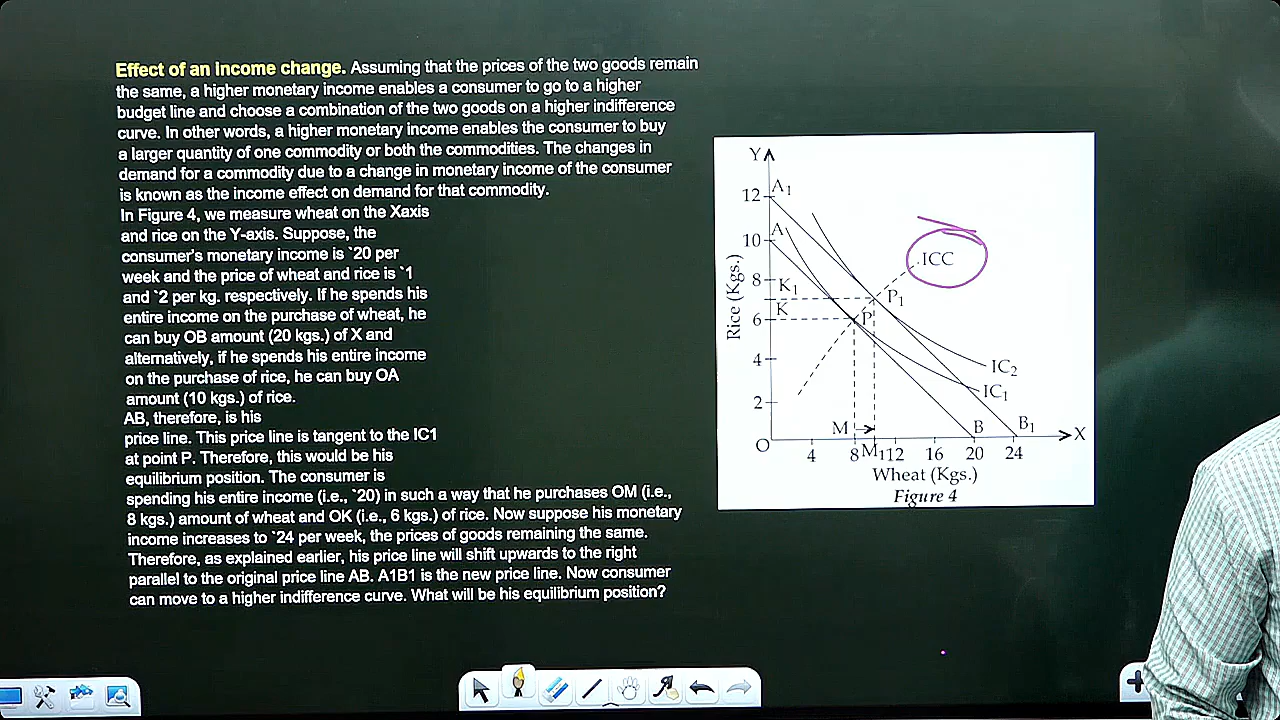 Effect of an Income change. Assuming that the prices of the two goods remain
the same, a higher monetary income enables a consumer to go to a higher
budget line and choose a combination of the two goods on a higher indifference
curve. In other words, a higher monetary income enables the consumer to buy
a larger quantity of one commodity or both the commodities. The changes in
demand for a commodity due to a change in monetary income of the consumer
is known as the income effect on demand for that commodity.
In Figure 4, we measure wheat on the Xaxis
and rice on the Y-axis. Suppose, the
consumer's monetary income is `20 per
week and the price of wheat and rice is `1
and `2 per kg. respectively. If he spends his
entire income on the purchase of wheat, he
can buy OB amount (20 kgs.) of X and
alternatively, if he spends his entire income
on the purchase of rice, he can buy OA
amount (10 kgs.) of rice.
AB, therefore, is his
price line. This price line is tangent to the IC1
at point P. Therefore, this would be his
equilibrium position. The consumer is
spending his entire income (i.e., `20) in such a way that he purchases OM (i.e.,
8 kgs.) amount of wheat and OK (i.e., 6 kgs.) of rice. Now suppose his monetary
income increases to `24 per week, the prices of goods remaining the same.
Therefore, as explained earlier, his price line will shift upwards to the right
parallel to the original price line AB. A1B1 is the new price line. Now consumer
can move to a higher indifference curve. What will be his equilibrium position?
Y
12 A1
10 A
ICC
8 K1
P1
6 K
P
4
IC2
IC1
2
M
B
B1
X
O
4 8 M1 12 16 20 24
Rice (Kgs.)
Wheat (Kgs.)
Figure 4